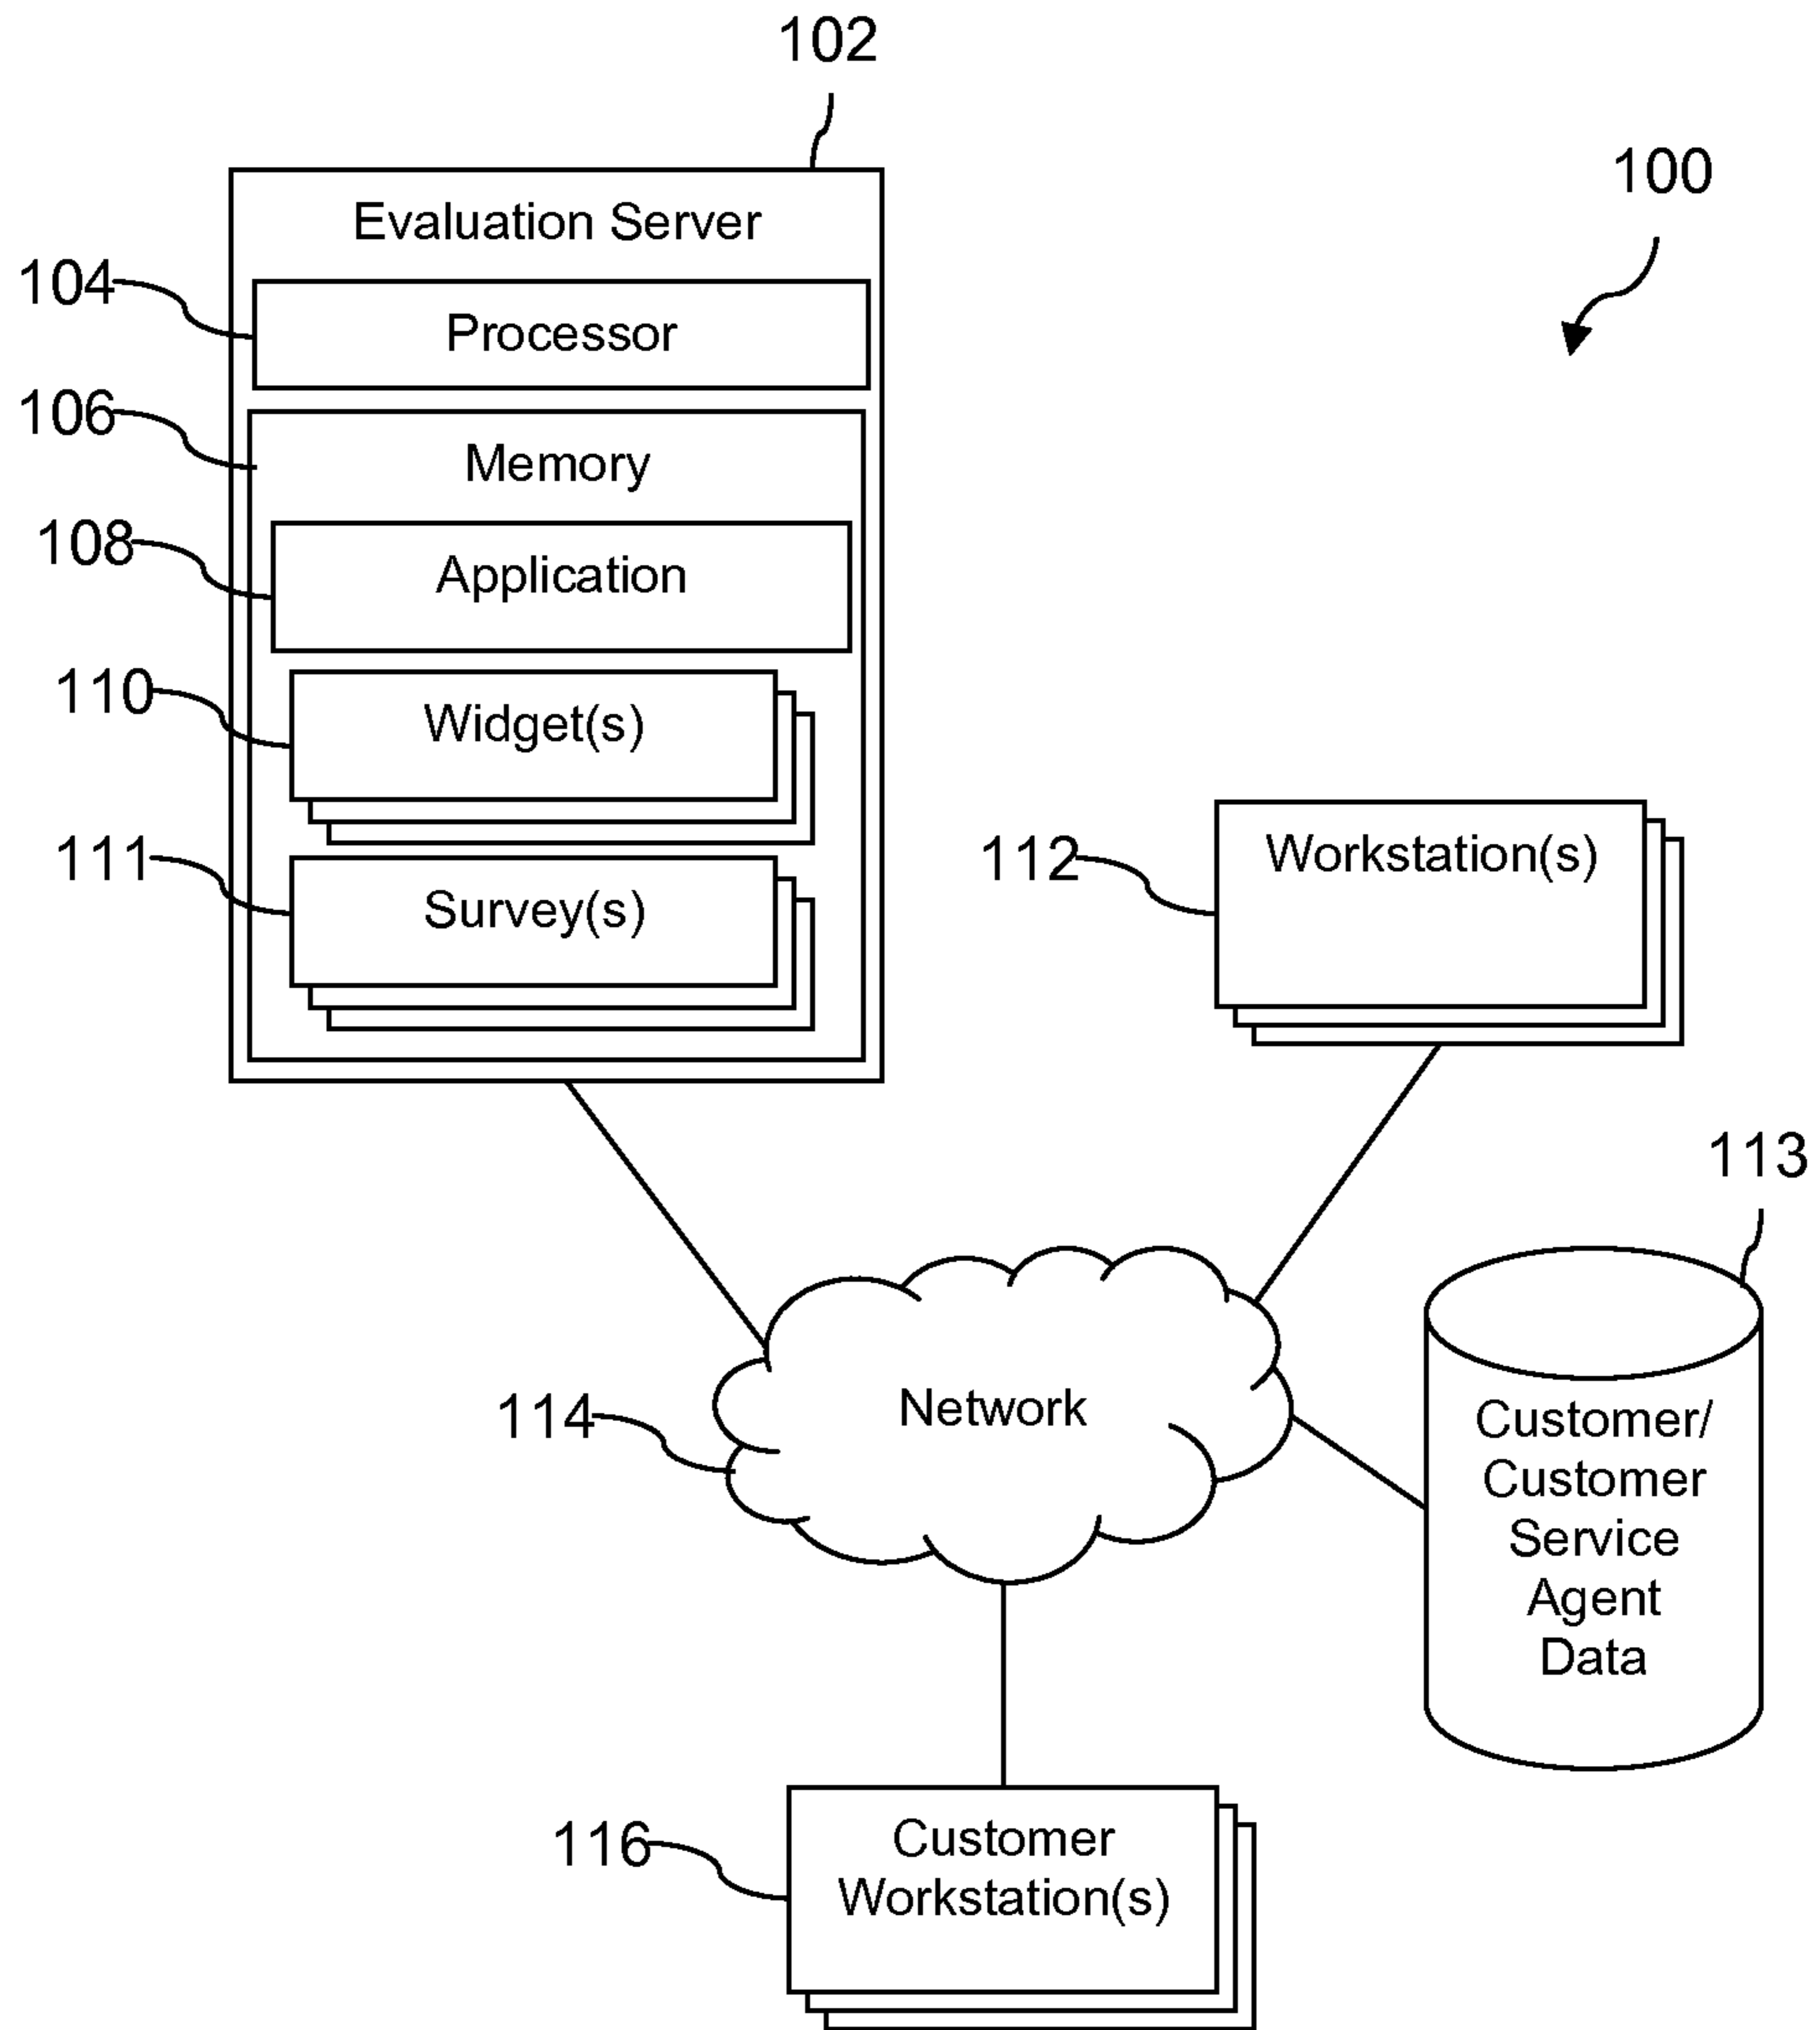 102
100
Evaluation Server
104
Processor
106
Memory
108
Application
110
Widget(s)
111
Survey(s)
112
Workstation(s)
113
114
Network
Customer/
Customer
Service
Agent
Data
116
Customer
Workstation(s)